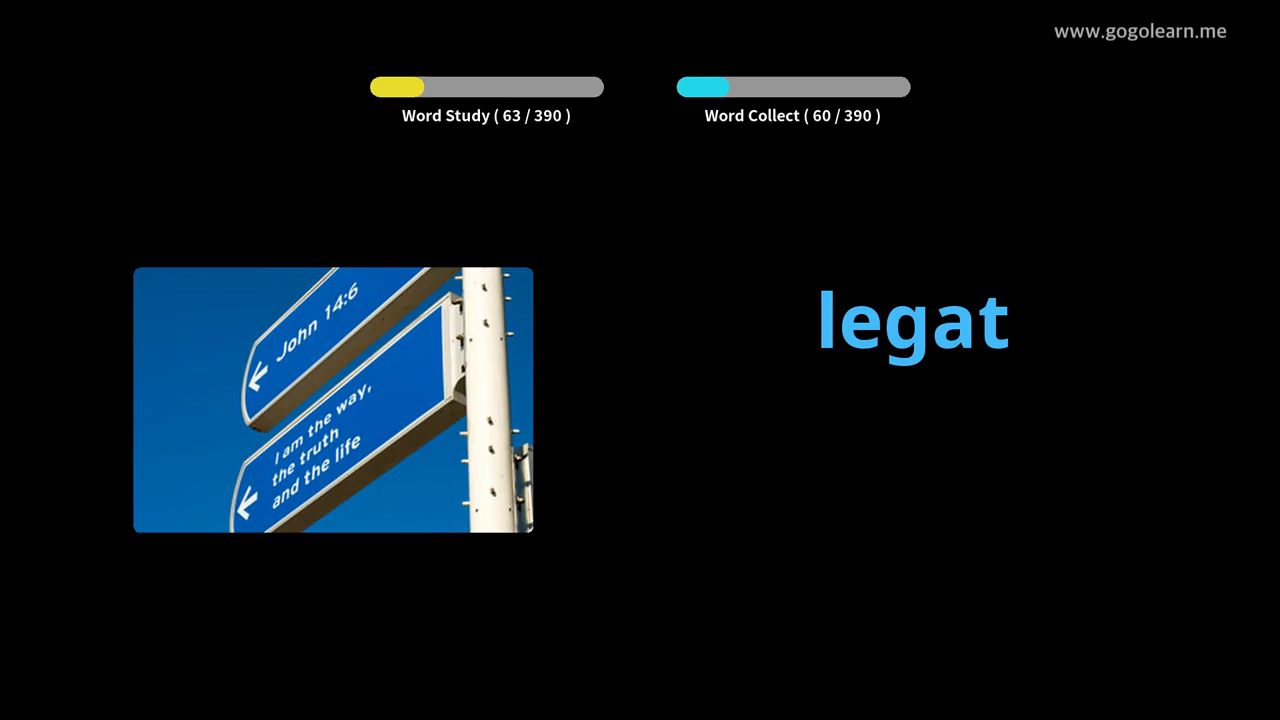 www.gogolearn.me
Word Study ( 63 / 390 )
Word Collect ( 60 / 390 )
John 14:6
I am the way,
the truth
and the life
legat